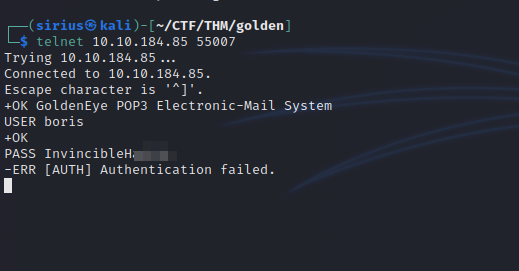 (sirius㉿kali)-[~/CTF/THM/golden]
$ telnet 10.10.184.85 55007
Trying 10.10.184.85...
Connected to 10.10.184.85.
Escape character is '^]'.
+OK GoldenEye POP3 Electronic-Mail System
USER boris
+OK
PASS
-ERR [AUTH] Authentication failed.